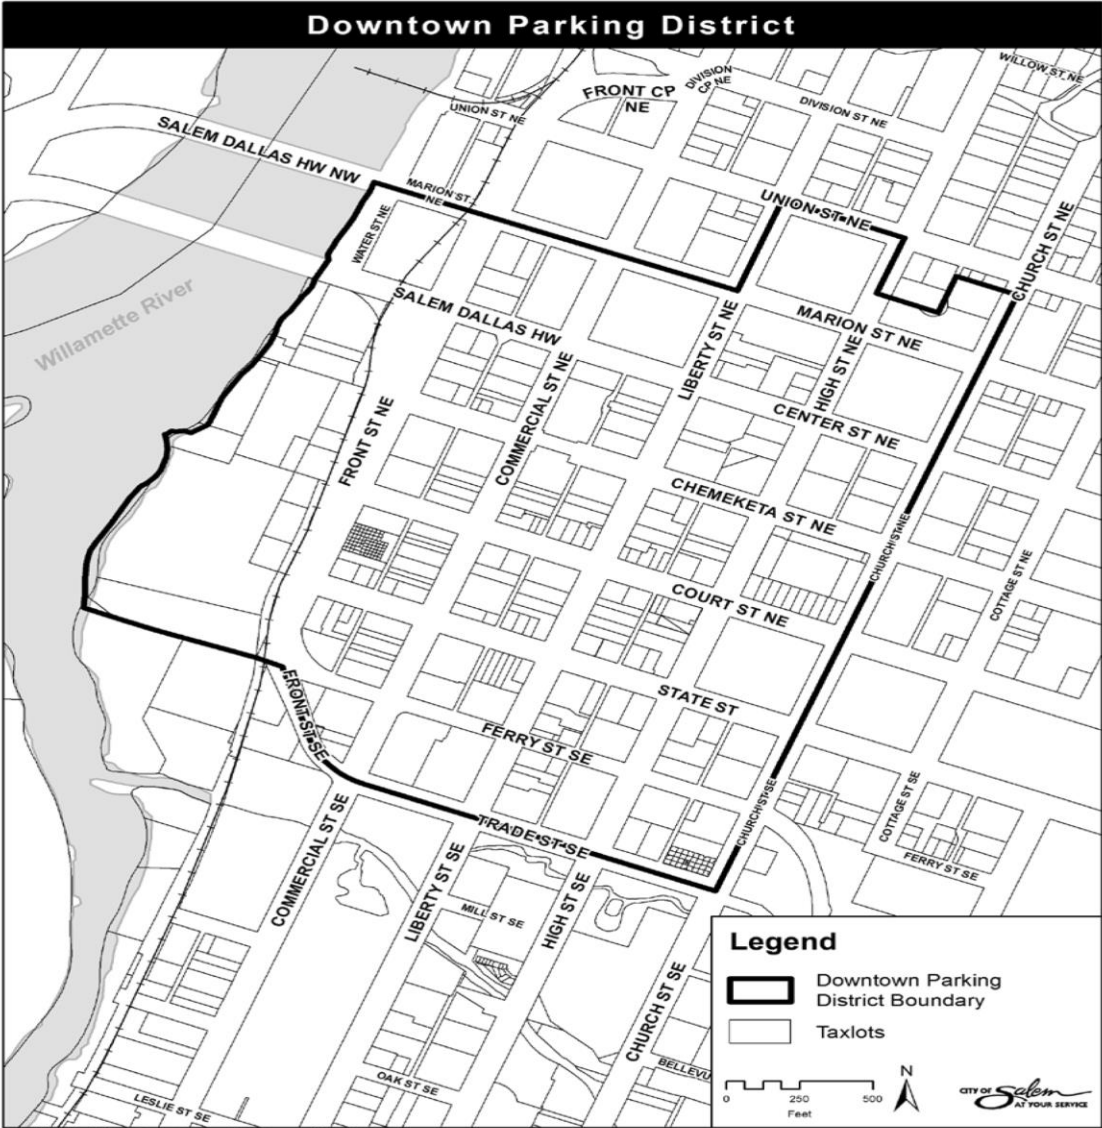 Downtown Parking District
WILLOW ST NE
DIVISION
CP NE
FRONT CP
NE
UNION ST NE
DIVISION ST NE
SALEM DALLAS HW NW
MARION ST
NE
UNION ST NE
CHURCH ST NE
WATER ST NE
Willamette River
SALEM DALLAS HW
MARION ST NE
LIBERTY ST NE
HIGH ST NE
COMMERCIAL ST NE
CENTER ST NE
FRONT ST NE
CHEMEKETA ST NE
CHURCH ST NE
COTTAGE ST NE
COURT ST NE
STATE ST
FRONT ST SE
FERRY ST SE
CHURCH ST SE
COTTAGE ST SE
TRADE ST SE
FERRY ST SE
COMMERCIAL ST SE
LIBERTY ST SE
HIGH ST SE
MILL ST SE
CHURCH ST SE
BELLEVU
OAK ST SE
LESLIE ST SE
Legend
Downtown Parking
District Boundary
Taxlots
N
0 250 500
Feet
CITY OF Salem
AT YOUR SERVICE